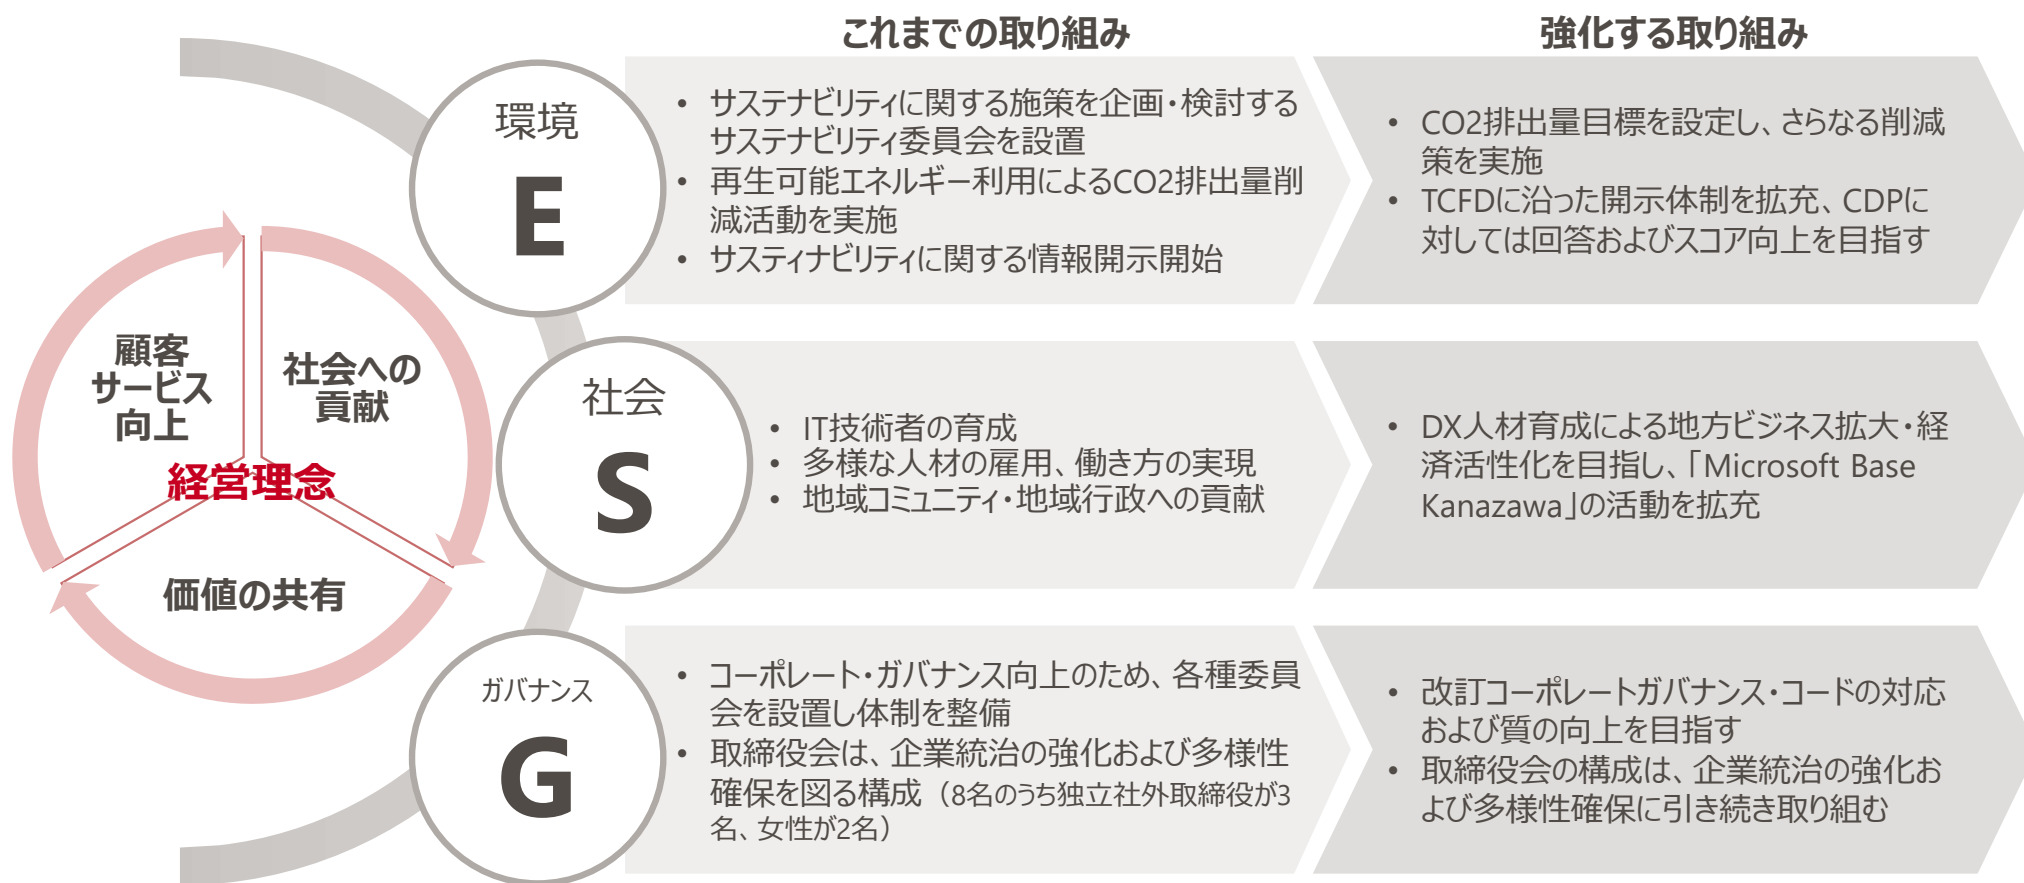 これまでの取り組み
強化する取り組み
環境
E
• サステナビリティに関する施策を企画・検討する
サステナビリティ委員会を設置
• 再生可能エネルギー利用によるCO2排出量削
減活動を実施
• サスティナビリティに関する情報開示開始
• CO2排出量目標を設定し、さらなる削減
策を実施
• TCFDに沿った開示体制を拡充、CDPに
対しては回答およびスコア向上を目指す
顧客
サービス
向上
社会への
貢献
経営理念
価値の共有
社会
S
• IT技術者の育成
• 多様な人材の雇用、働き方の実現
• 地域コミュニティ・地域行政への貢献
• DX人材育成による地方ビジネス拡大・経
済活性化を目指し、「Microsoft Base
Kanazawa」の活動を拡充
ガバナンス
G
• コーポレート・ガバナンス向上のため、各種委員
会を設置し体制を整備
• 取締役会は、企業統治の強化および多様性
確保を図る構成（8名のうち独立社外取締役が3
名、女性が2名）
• 改訂コーポレートガバナンス・コードの対応
および質の向上を目指す
• 取締役会の構成は、企業統治の強化お
よび多様性確保に引き続き取り組む